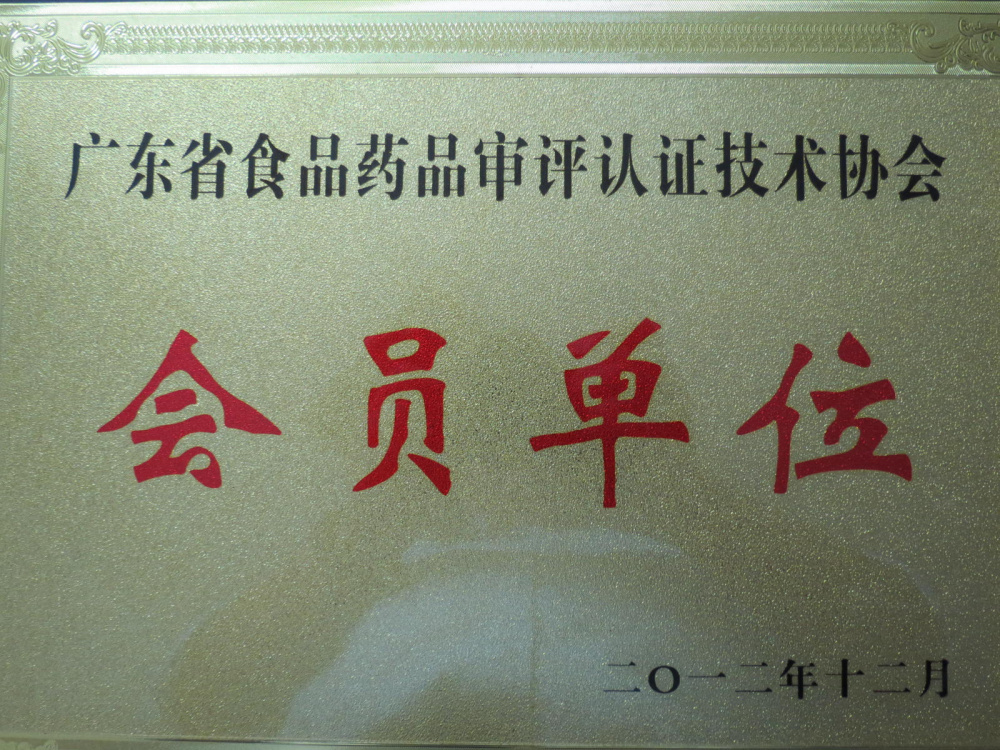 广东省食品药品审评认证技术协会
会员单位
二〇一二年十二月